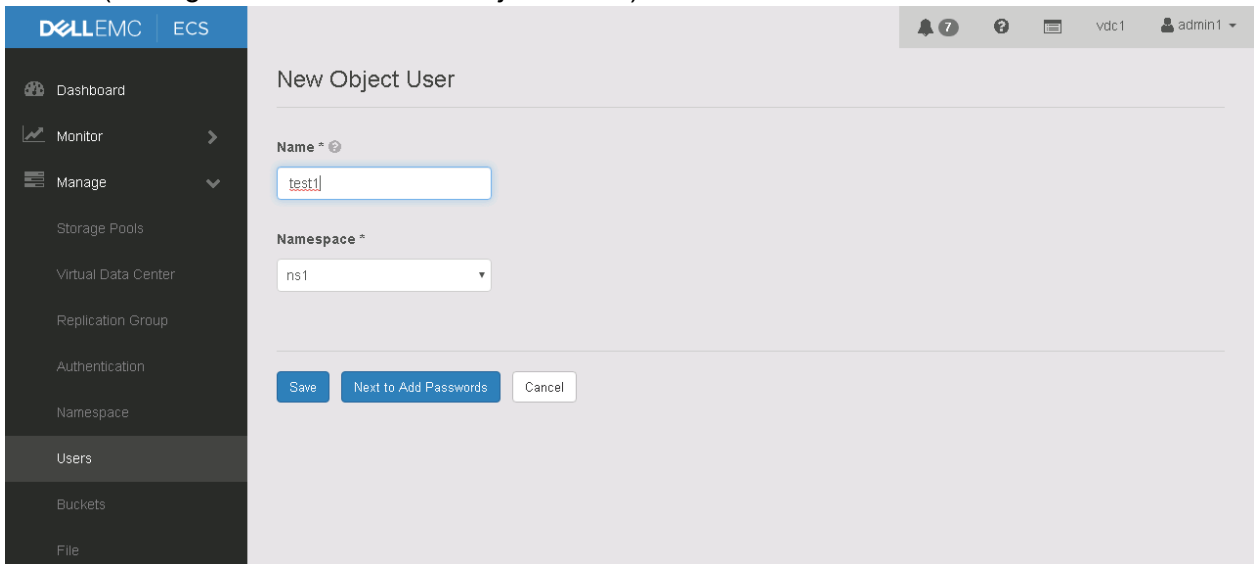 DELLEMC ECS
7 vdc1 admin1
New Object User
Dashboard
Monitor
Name *
Manage
test1
Storage Pools
Namespace *
Virtual Data Center
ns1
Replication Group
Authentication
Save Next to Add Passwords Cancel
Namespace
Users
Buckets
File